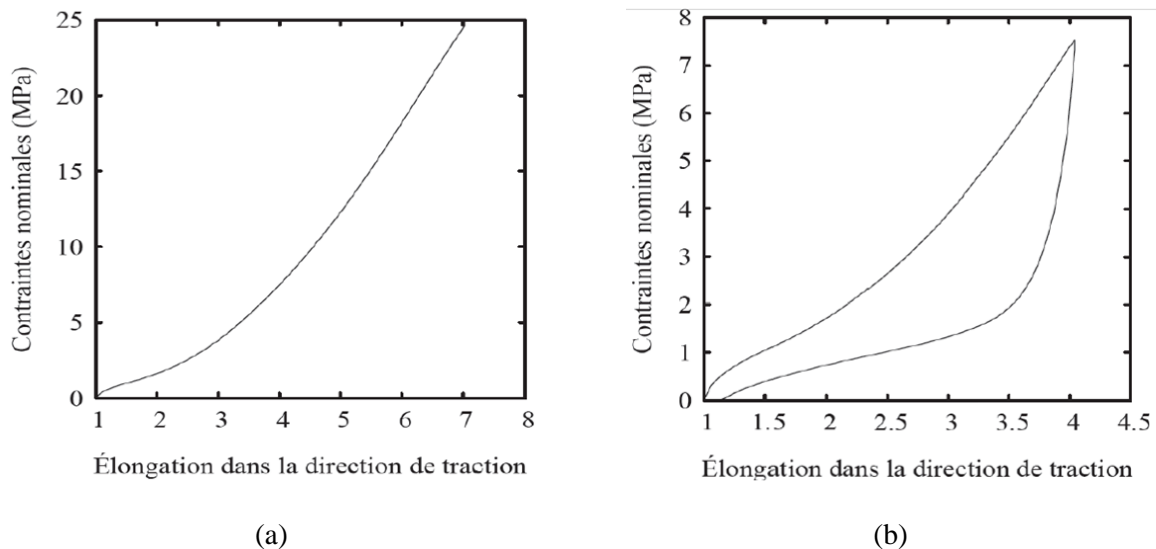 25
20
15
10
5
0
1 2 3 4 5 6 7 8
Contraintes nominales (MPa)
Élongation dans la direction de traction
(a)
8
7
6
5
4
3
2
1
0
1 1.5 2 2.5 3 3.5 4 4.5
Contraintes nominales (MPa)
Élongation dans la direction de traction
(b)